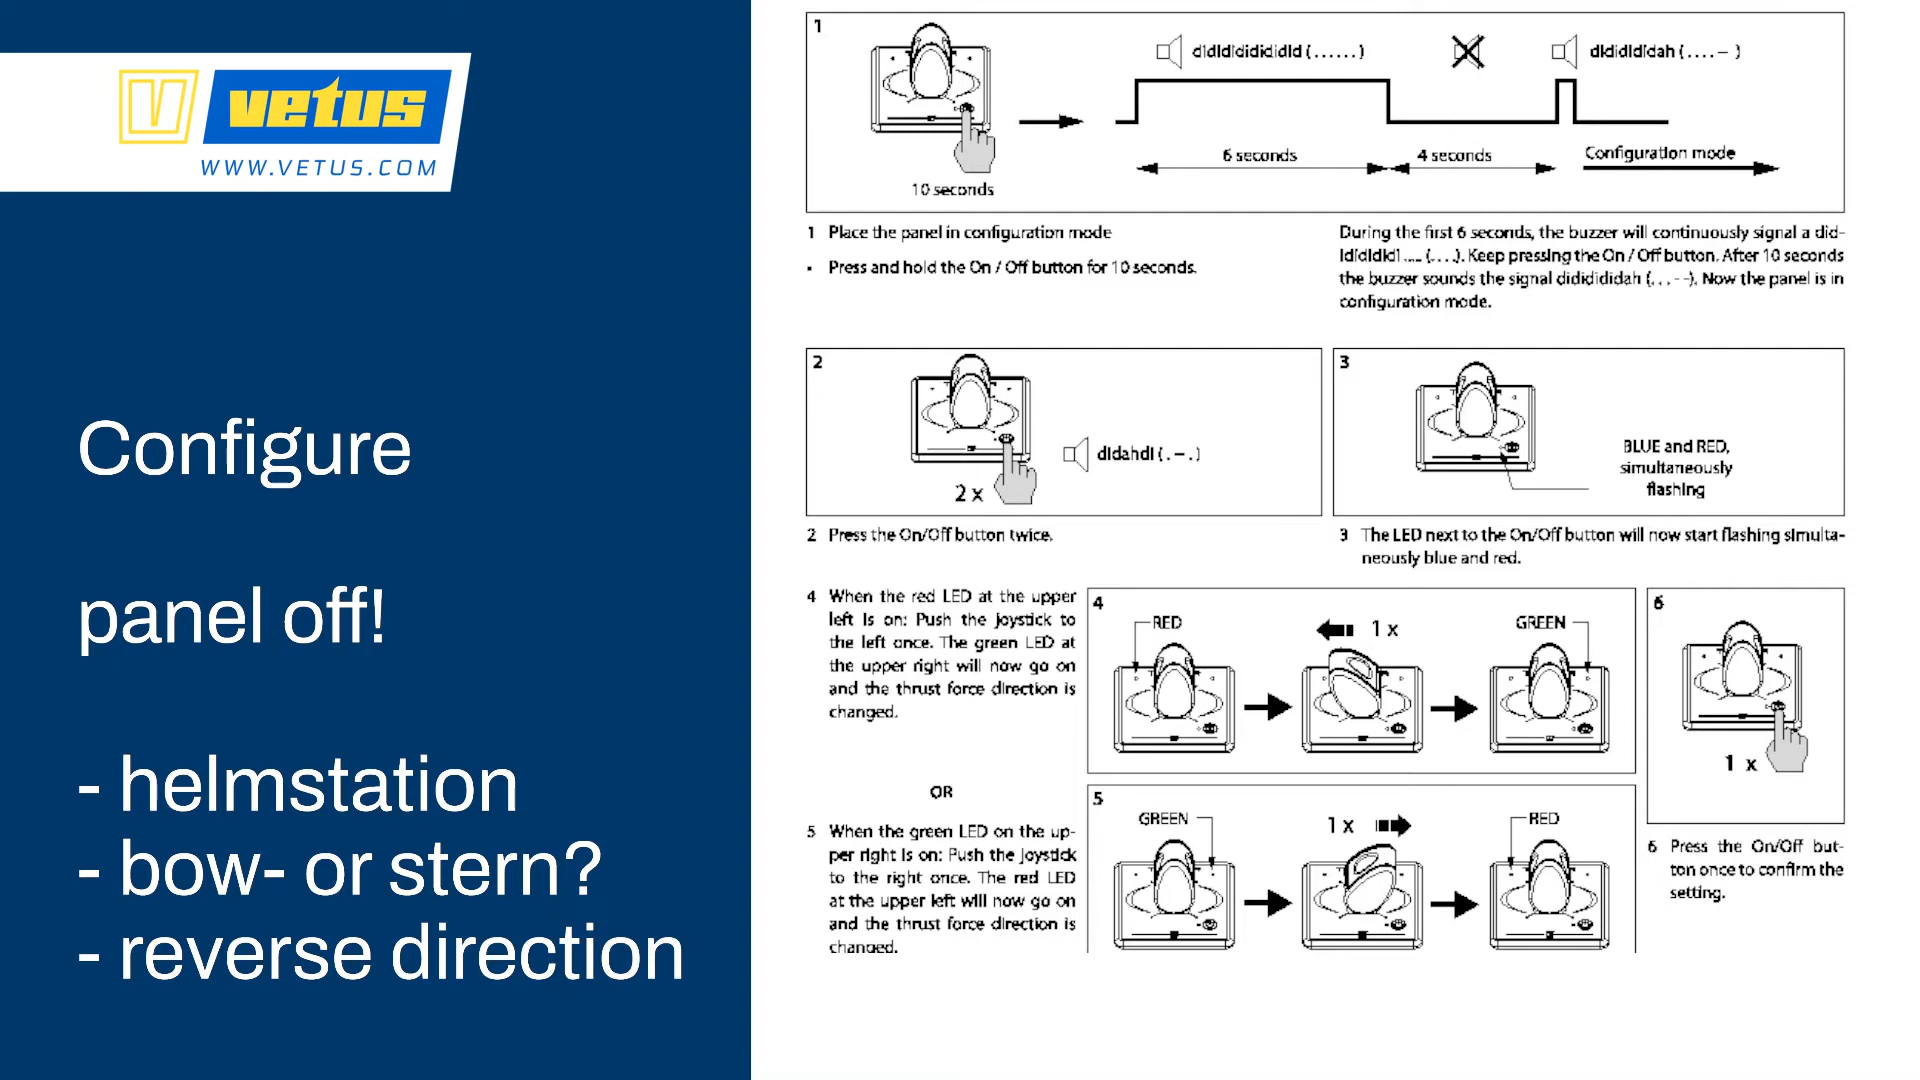 vetus
WWW.VETUS.COM
Configure
panel off!
- helmstation
- bow- or stern?
- reverse direction
1
dididididididid (......)
didididïdah (....– )
6 seconds
4 seconds
Configuration mode
10 seconds
1 Place the panel in configuration mode
• Press and hold the On / Off button for 10 seconds.
During the first 6 seconds, the buzzer will continuously signal a did-
ididididi ..... (. . . .). Keep pressing the On / Off button. After 10 seconds
the buzzer sounds the signal didididididah (. . . - -). Now the panel is in
configuration mode.
2
didahdi ( . – . )
2 x
3
BLUE and RED,
simultaneously
flashing
2 Press the On/Off button twice.
3 The LED next to the On/Off button will now start flashing simulta-
neously blue and red.
4 When the red LED at the upper
left is on: Push the joystick to
the left once. The green LED at
the upper right will now go on
and the thrust force direction is
changed.
4
RED
1 x
GREEN
6
1 x
OR
5 When the green LED on the up-
per right is on: Push the joystick
to the right once. The red LED
at the upper left will now go on
and the thrust force direction is
changed.
5
GREEN
1 x
RED
6 Press the On/Off but-
ton once to confirm the
setting.